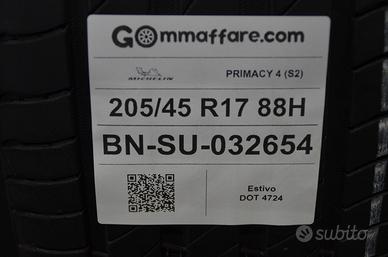 GOmmaffare.com
MICHELIN
PRIMACY 4 (S2)
205/45 R17 88H
BN-SU-032654
Estivo
DOT 4724
subito